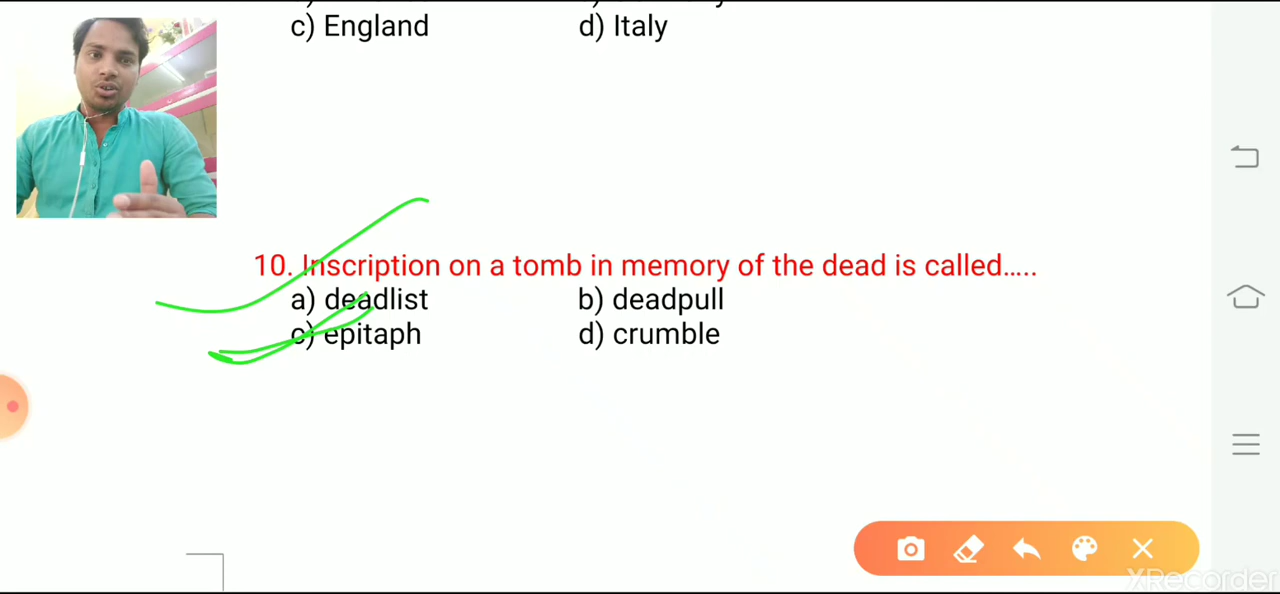 c) England d) Italy
10. Inscription on a tomb in memory of the dead is called.....
a) deadlist b) deadpull
c) epitaph d) crumble
XRecorder